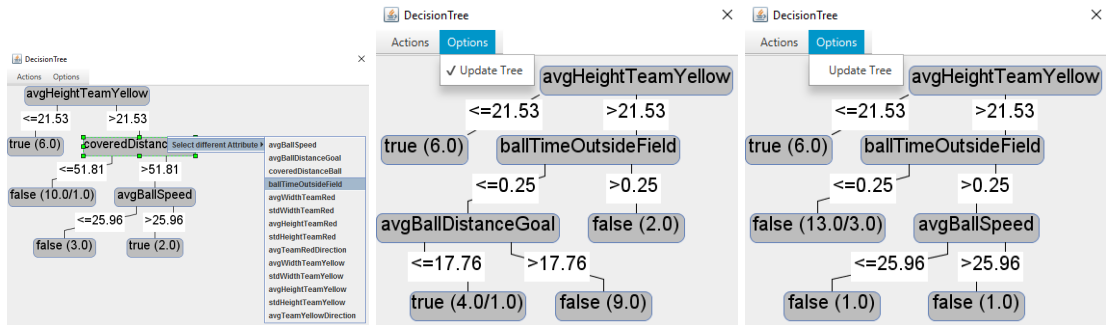 DecisionTree
Actions Options
avgHeightTeamYellow
<=21.53 >21.53
true (6.0) coveredDistanc Select different Attribute
<=51.81 >51.81
false (10.0/1.0) avgBallSpeed
<=25.96 >25.96
false (3.0) true (2.0)
avgBallSpeed
avgBallDistanceGoal
coveredDistanceBall
ballTimeOutsideField
avgWidthTeamRed
stdWidthTeamRed
avgHeightTeamRed
stdHeightTeamRed
avgTeamRedDirection
avgWidthTeamYellow
stdWidthTeamYellow
avgHeightTeamYellow
stdHeightTeamYellow
avgTeamYellowDirection
DecisionTree
Actions Options
✓ Update Tree
avgHeightTeamYellow
<=21.53 >21.53
true (6.0) ballTimeOutsideField
<=0.25 >0.25
avgBallDistanceGoal false (2.0)
<=17.76 >17.76
true (4.0/1.0) false (9.0)
DecisionTree
Actions Options
Update Tree
avgHeightTeamYellow
<=21.53 >21.53
true (6.0) ballTimeOutsideField
<=0.25 >0.25
false (13.0/3.0) avgBallSpeed
<=25.96 >25.96
false (1.0) false (1.0)